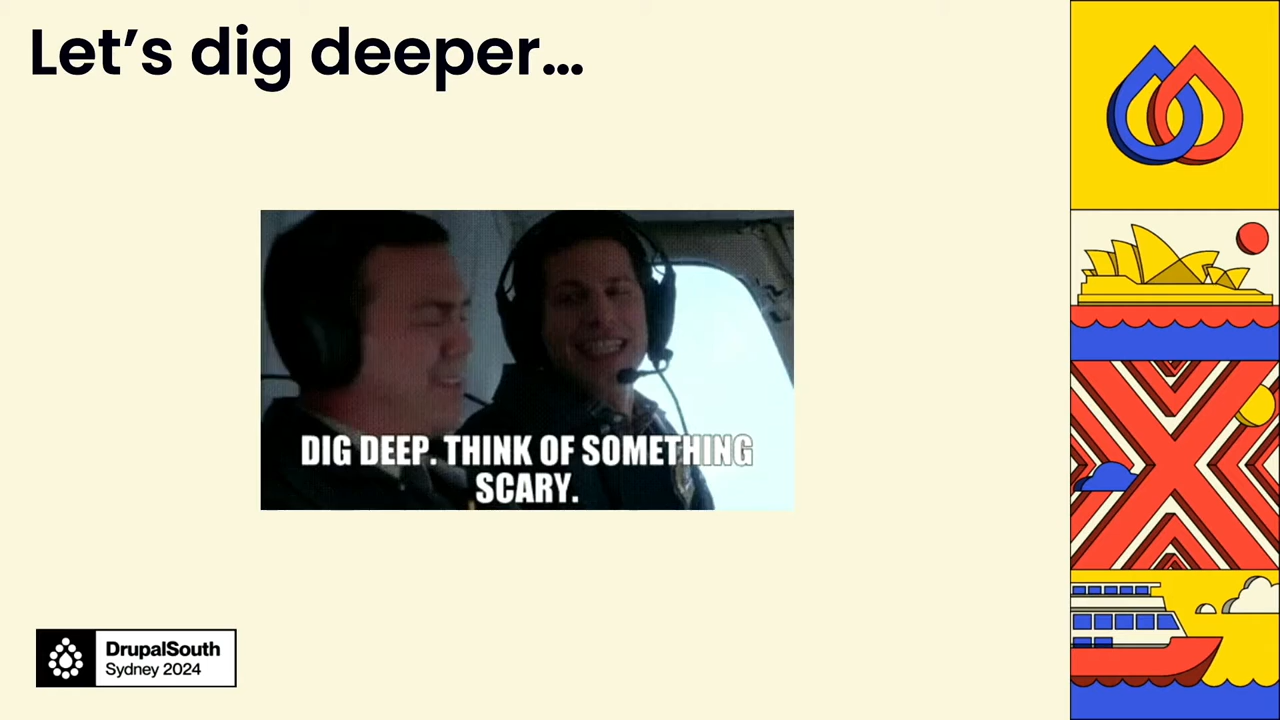 Let’s dig deeper...
DIG DEEP. THINK OF SOMETHING
SCARY.
DrupalSouth
Sydney 2024